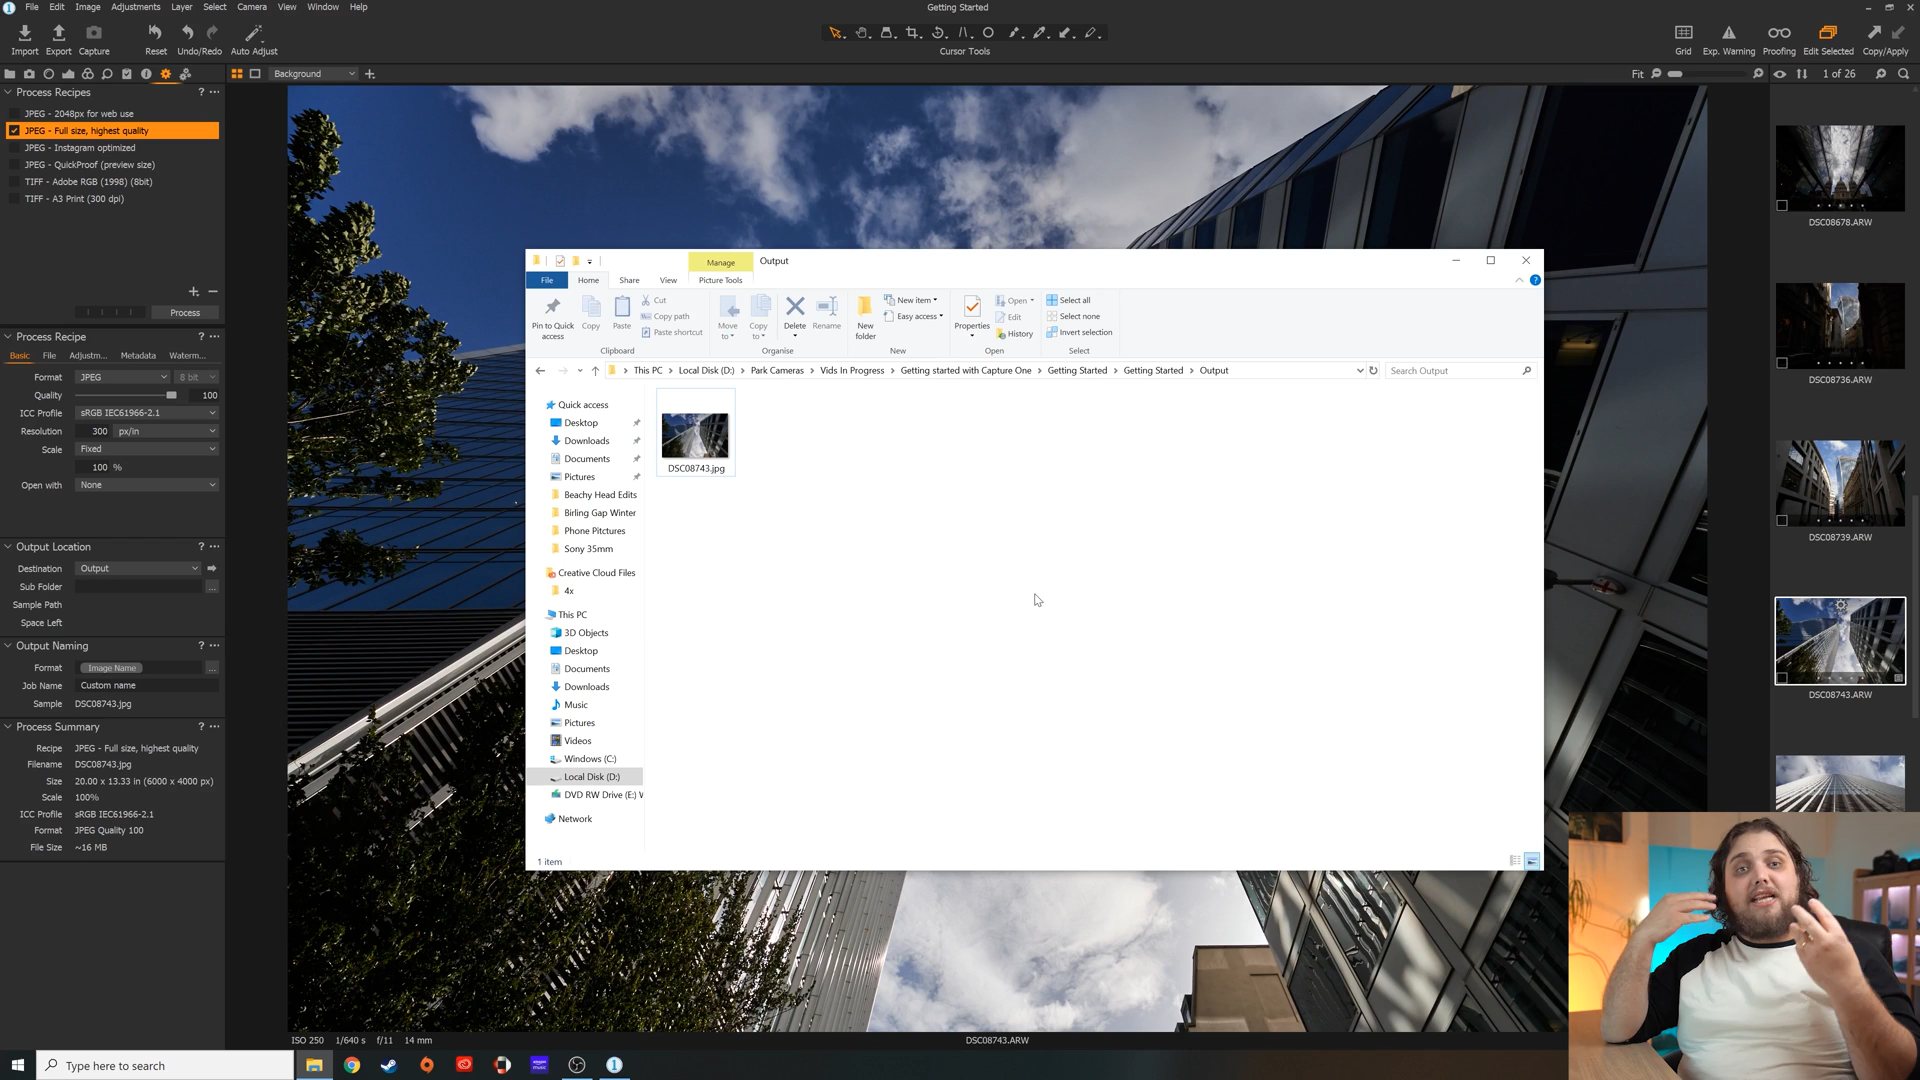 File Edit Image Adjustments Layer Select Camera View Window Help
Getting Started
Import Export Capture Reset Undo/Redo Auto Adjust
Cursor Tools
Grid Exp. Warning Proofing Edit Selected Copy/Apply
Background
Fit
1 of 26
Process Recipes
JPEG - 2048px for web use
JPEG - Full size, highest quality
JPEG - Instagram optimized
JPEG - QuickProof (preview size)
TIFF - Adobe RGB (1998) (8bit)
TIFF - A3 Print (300 dpi)
Process
Process Recipe
Basic File Adjustm... Metadata Waterm...
Format JPEG 8 bit
Quality 100
ICC Profile sRGB IEC61966-2.1
Resolution 300 px/in
Scale Fixed
100 %
Open with None
Output Location
Destination Output
Sub Folder
Sample Path
Space Left
Output Naming
Format Image Name
Job Name Custom name
Sample DSC08743.jpg
Process Summary
Recipe JPEG - Full size, highest quality
Filename DSC08743.jpg
Size 20.00 x 13.33 in (6000 x 4000 px)
Scale 100%
ICC Profile sRGB IEC61966-2.1
Format JPEG Quality 100
File Size ~16 MB
Manage Output
File Home Share View Picture Tools
Pin to Quick access
Copy
Paste
Cut
Copy path
Paste shortcut
Clipboard
Move to
Copy to
Delete
Rename
Organise
New folder
New item
Easy access
New
Properties
Open
Edit
History
Open
Select all
Select none
Invert selection
Select
This PC Local Disk (D:) Park Cameras Vids In Progress Getting started with Capture One Getting Started Getting Started Output
Search Output
Quick access
Desktop
Downloads
Documents
Pictures
Beachy Head Edits
Birling Gap Winter
Phone Pitctures
Sony 35mm
Creative Cloud Files
4x
This PC
3D Objects
Desktop
Documents
Downloads
Music
Pictures
Videos
Windows (C:)
Local Disk (D:)
DVD RW Drive (E:) V
Network
DSC08743.jpg
1 item
DSC08678.ARW
DSC08736.ARW
DSC08739.ARW
DSC08743.ARW
ISO 250 1/640 s f/11 14 mm
DSC08743.ARW
Type here to search